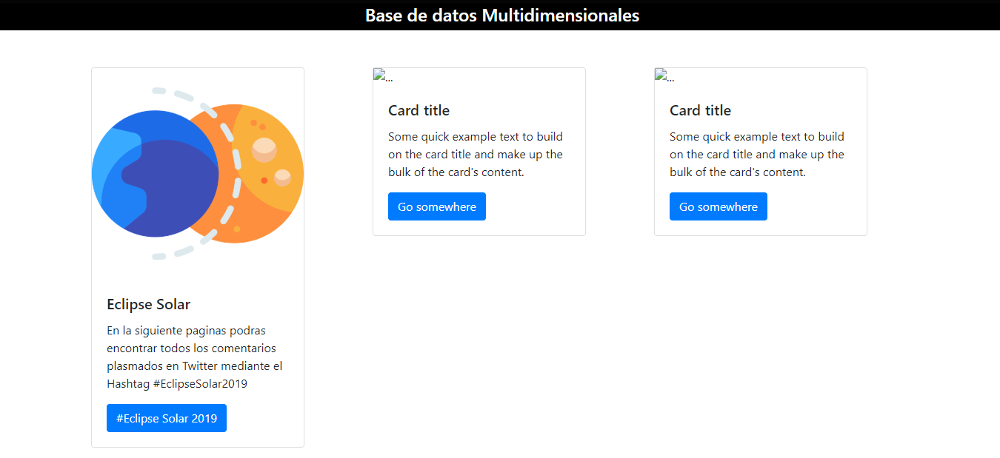 Base de datos Multidimensionales
Eclipse Solar
En la siguiente paginas podras
encontrar todos los comentarios
plasmados en Twitter mediante el
Hashtag #EclipseSolar2019
#Eclipse Solar 2019
...
Card title
Some quick example text to build
on the card title and make up the
bulk of the card's content.
Go somewhere
...
Card title
Some quick example text to build
on the card title and make up the
bulk of the card's content.
Go somewhere